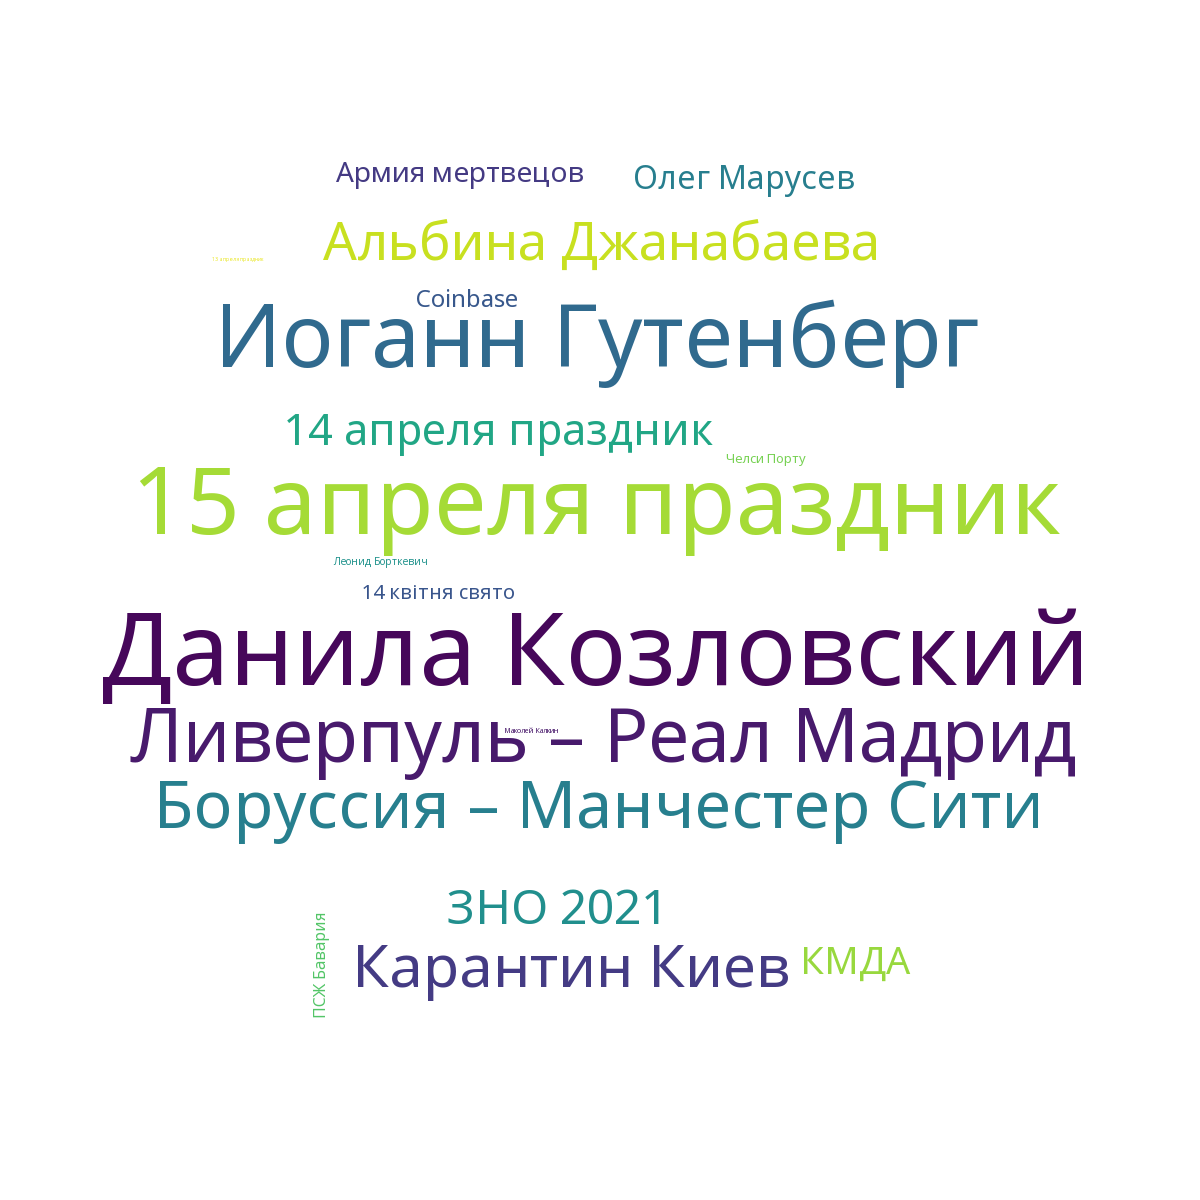 Армия мертвецов
Олег Марусев
Альбина Джанабаева
Coinbase
Иоганн Гутенберг
14 апреля праздник
Челси Порту
15 апреля праздник
Леонид Борткевич
14 квітня свято
Данила Козловский
Ливерпуль – Реал Мадрид
Маколей Калкин
Боруссия – Манчестер Сити
ЗНО 2021
ПСЖ Бавария
Карантин Киев
КМДА